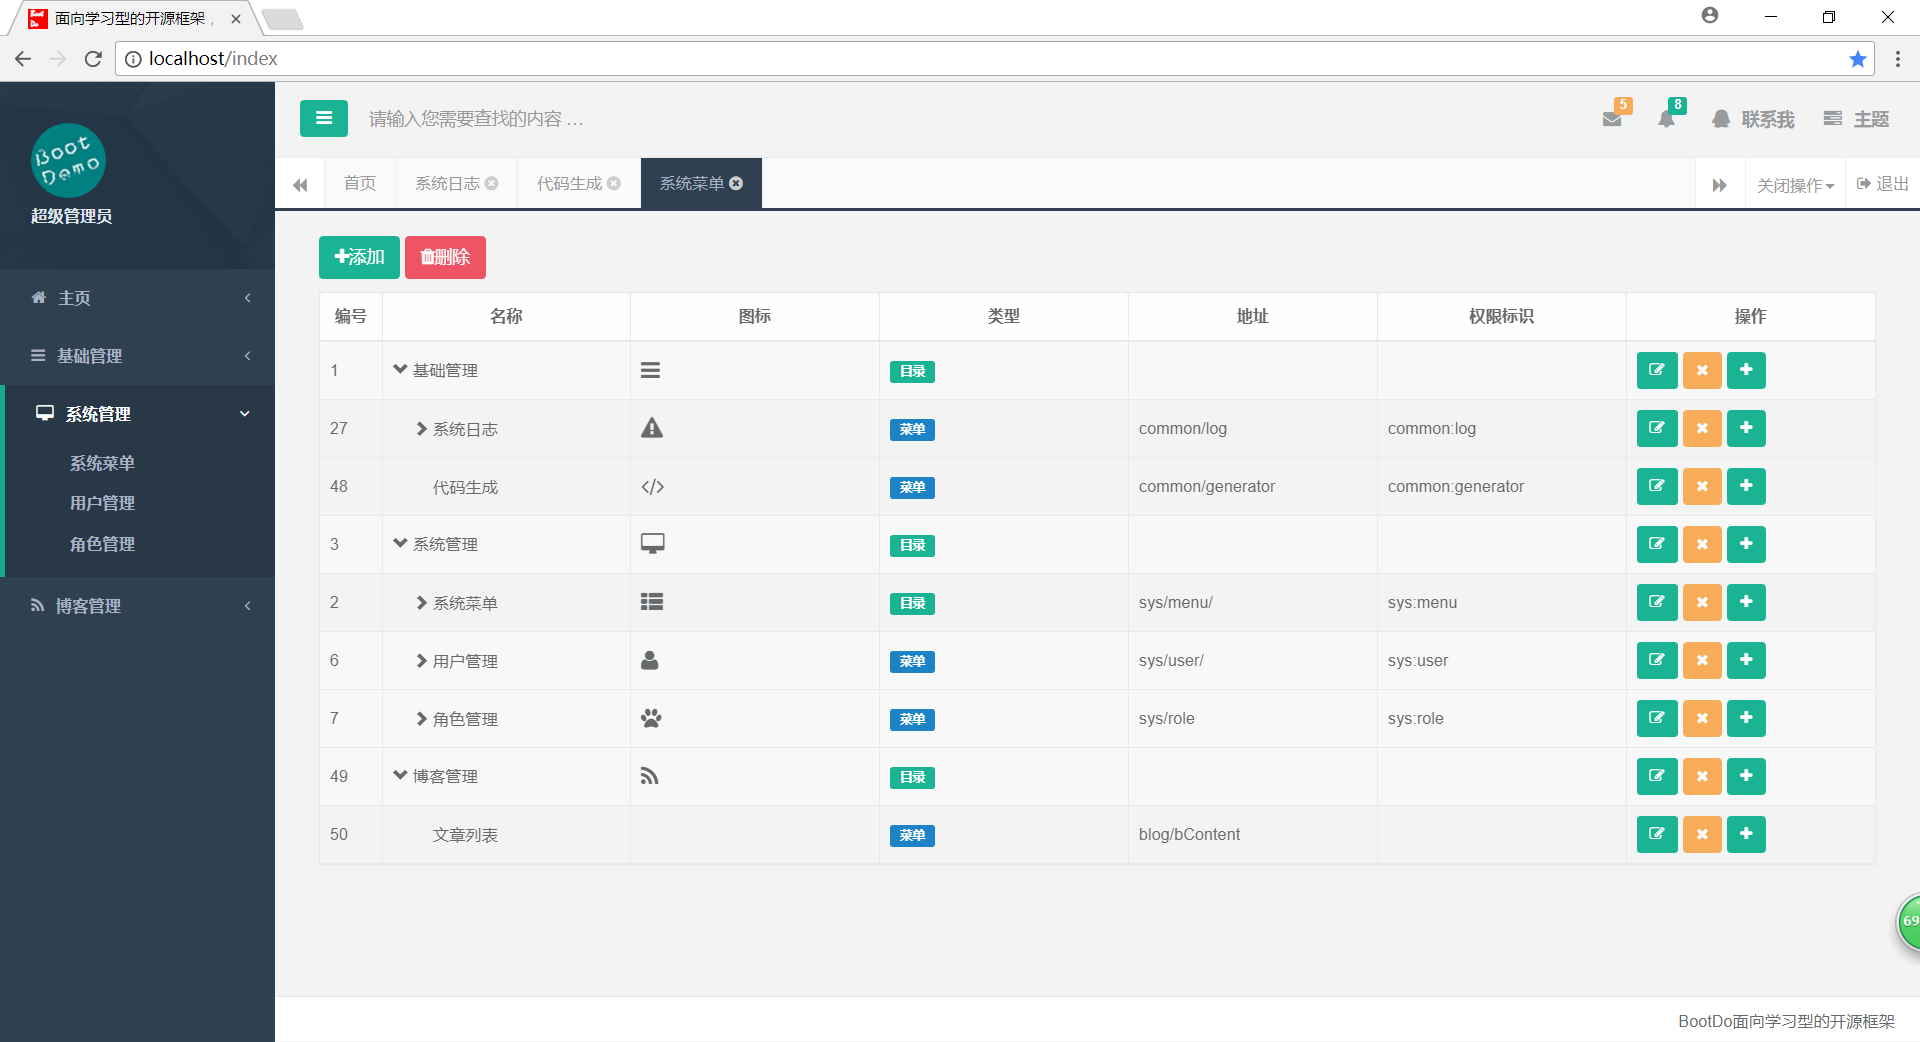 Boot Do
面向学习型的开源框架，
localhost/index
Boot
Demo
超级管理员
请输入您需要查找的内容 …
5
8
联系我
主题
首页
系统日志
代码生成
系统菜单
关闭操作
退出
主页
基础管理
系统管理
系统菜单
用户管理
角色管理
博客管理
添加
删除
编号 名称 图标 类型 地址 权限标识 操作
1 基础管理 目录
27 系统日志 菜单 common/log common:log
48 代码生成 菜单 common/generator common:generator
3 系统管理 目录
2 系统菜单 目录 sys/menu/ sys:menu
6 用户管理 菜单 sys/user/ sys:user
7 角色管理 菜单 sys/role sys:role
49 博客管理 目录
50 文章列表 菜单 blog/bContent
69
BootDo面向学习型的开源框架